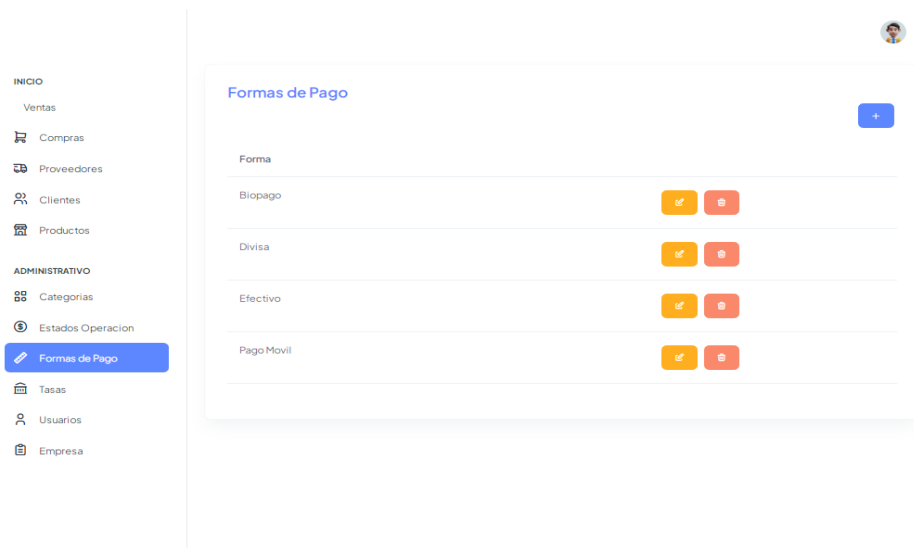 INICIO
Ventas
Compras
Proveedores
Clientes
Productos
ADMINISTRATIVO
Categorias
Estados Operacion
Formas de Pago
Tasas
Usuarios
Empresa
Formas de Pago
+
Forma
Biopago
Divisa
Efectivo
Pago Movil